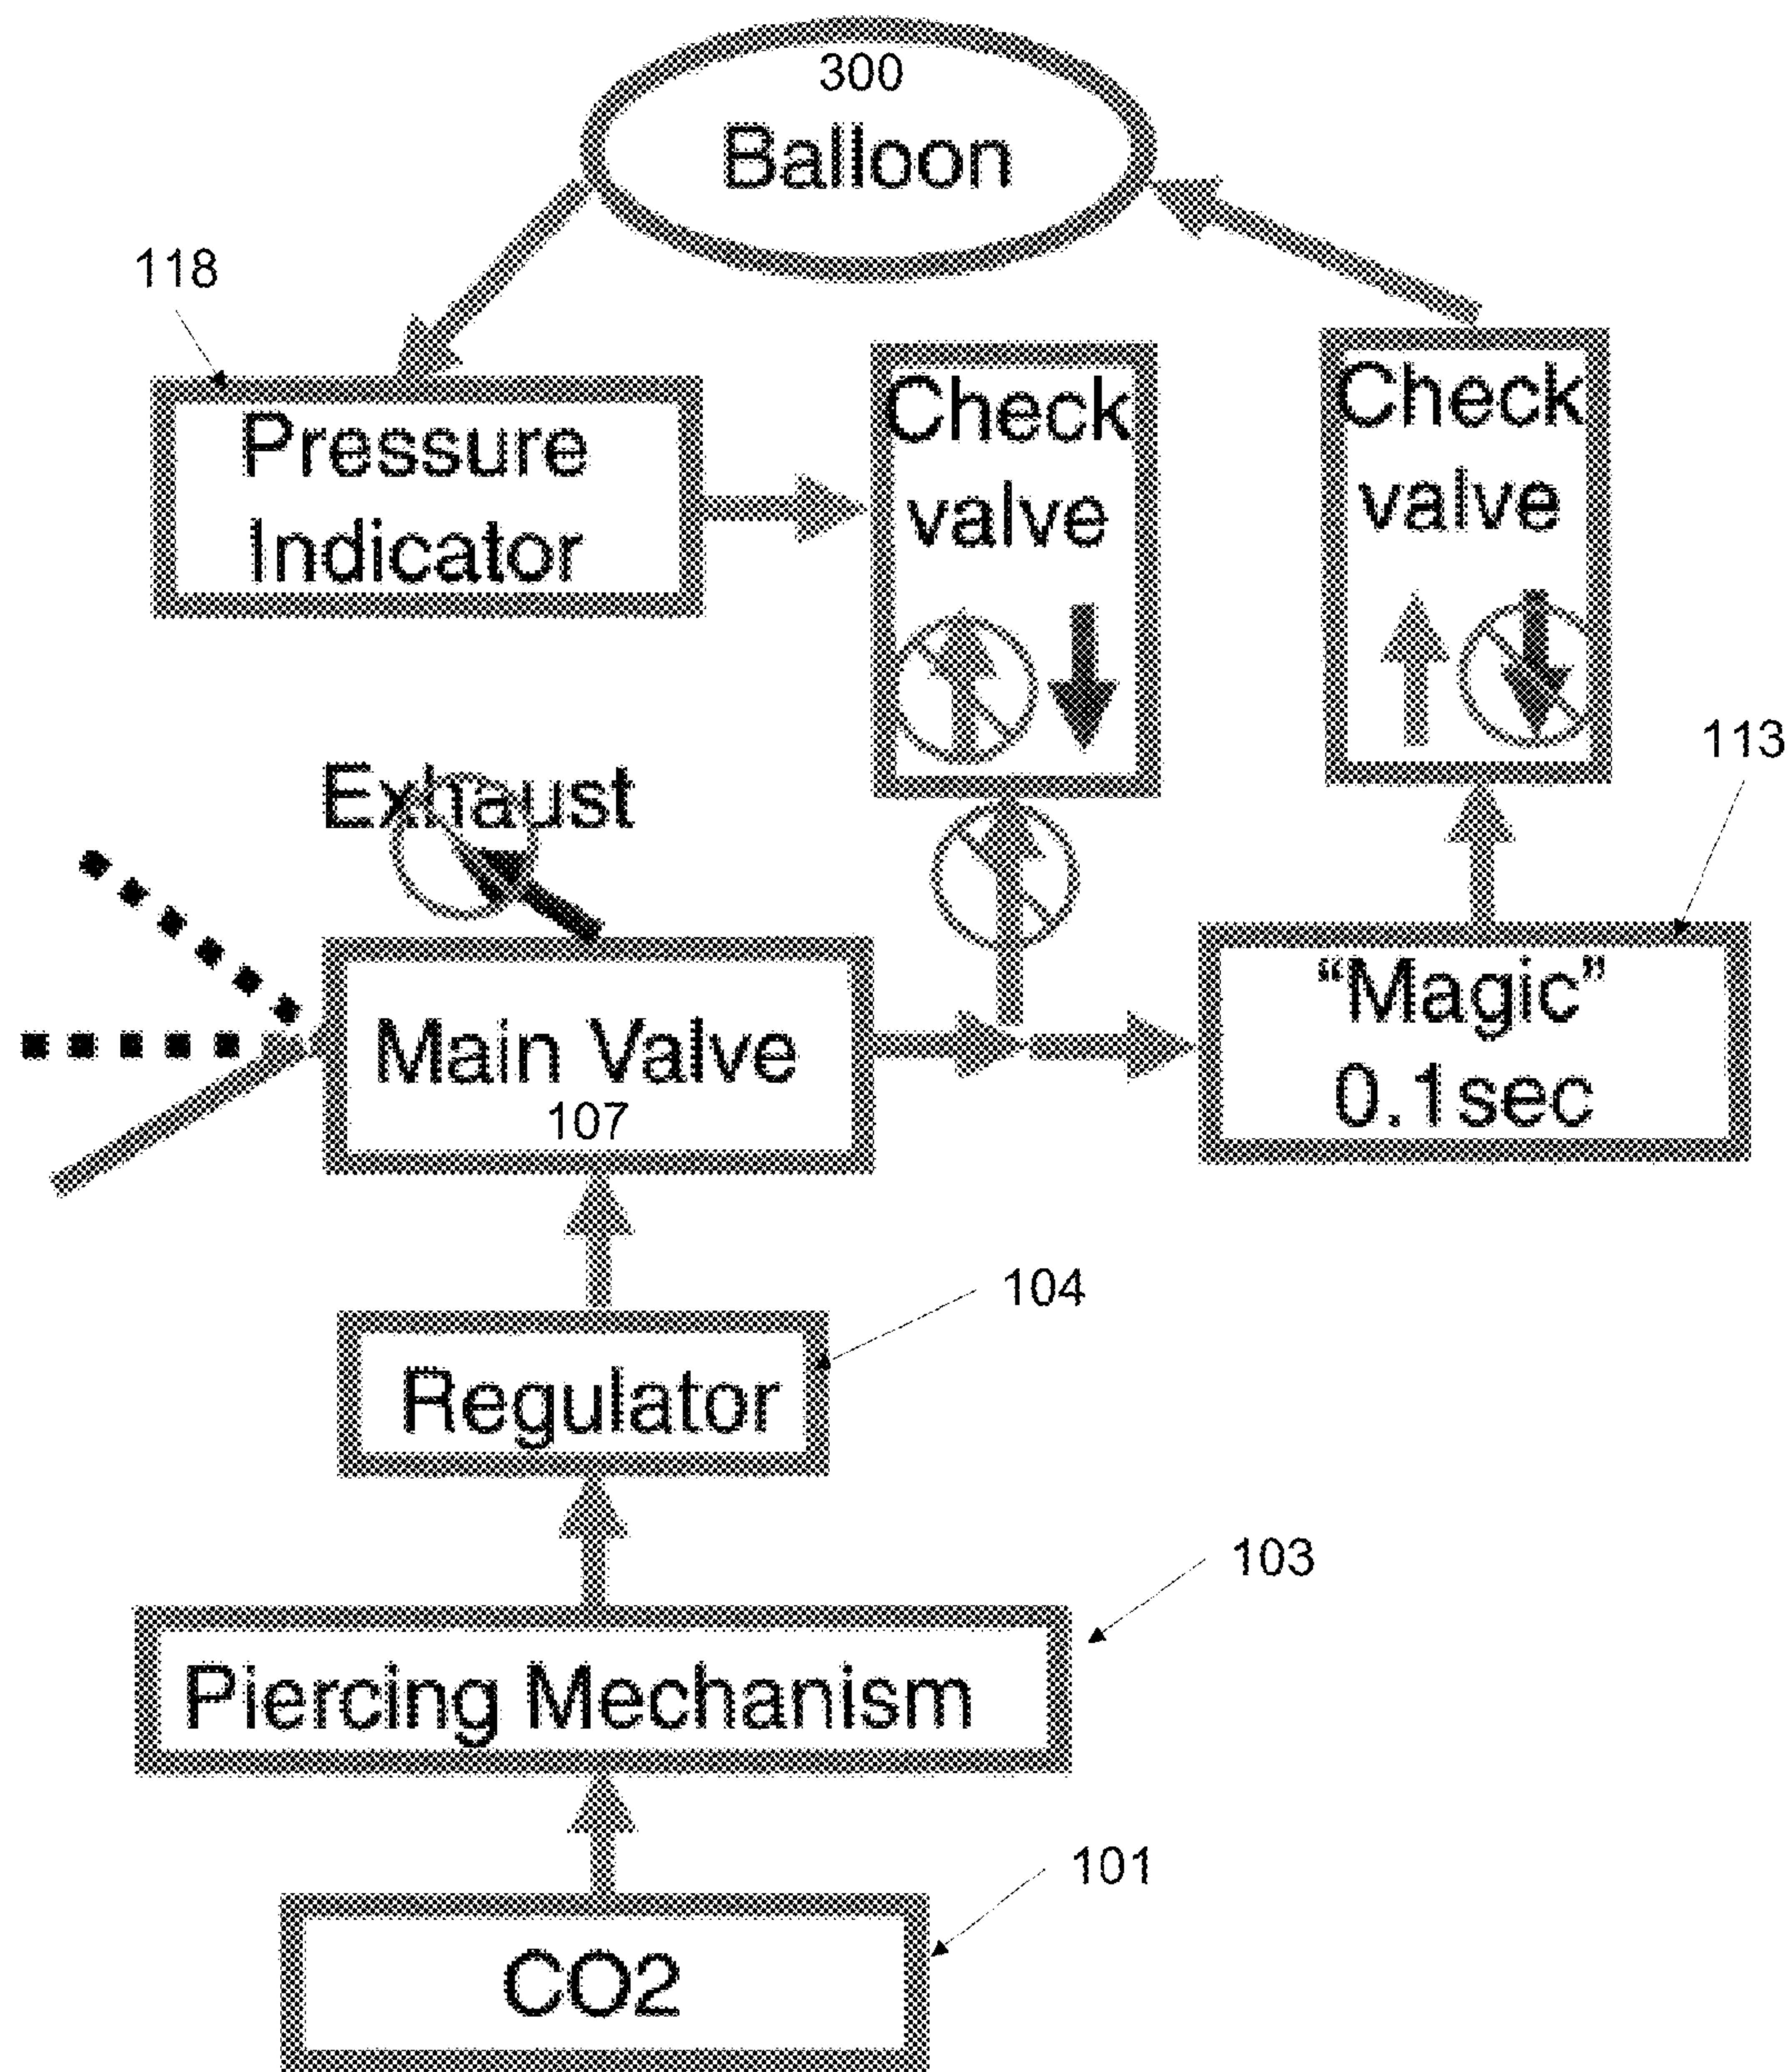 300
Balloon
118
Pressure
Indicator
Check
valve
Check
valve
113
Exhaust
Main Valve
107
“Magic”
0.1sec
104
Regulator
103
Piercing Mechanism
101
CO2